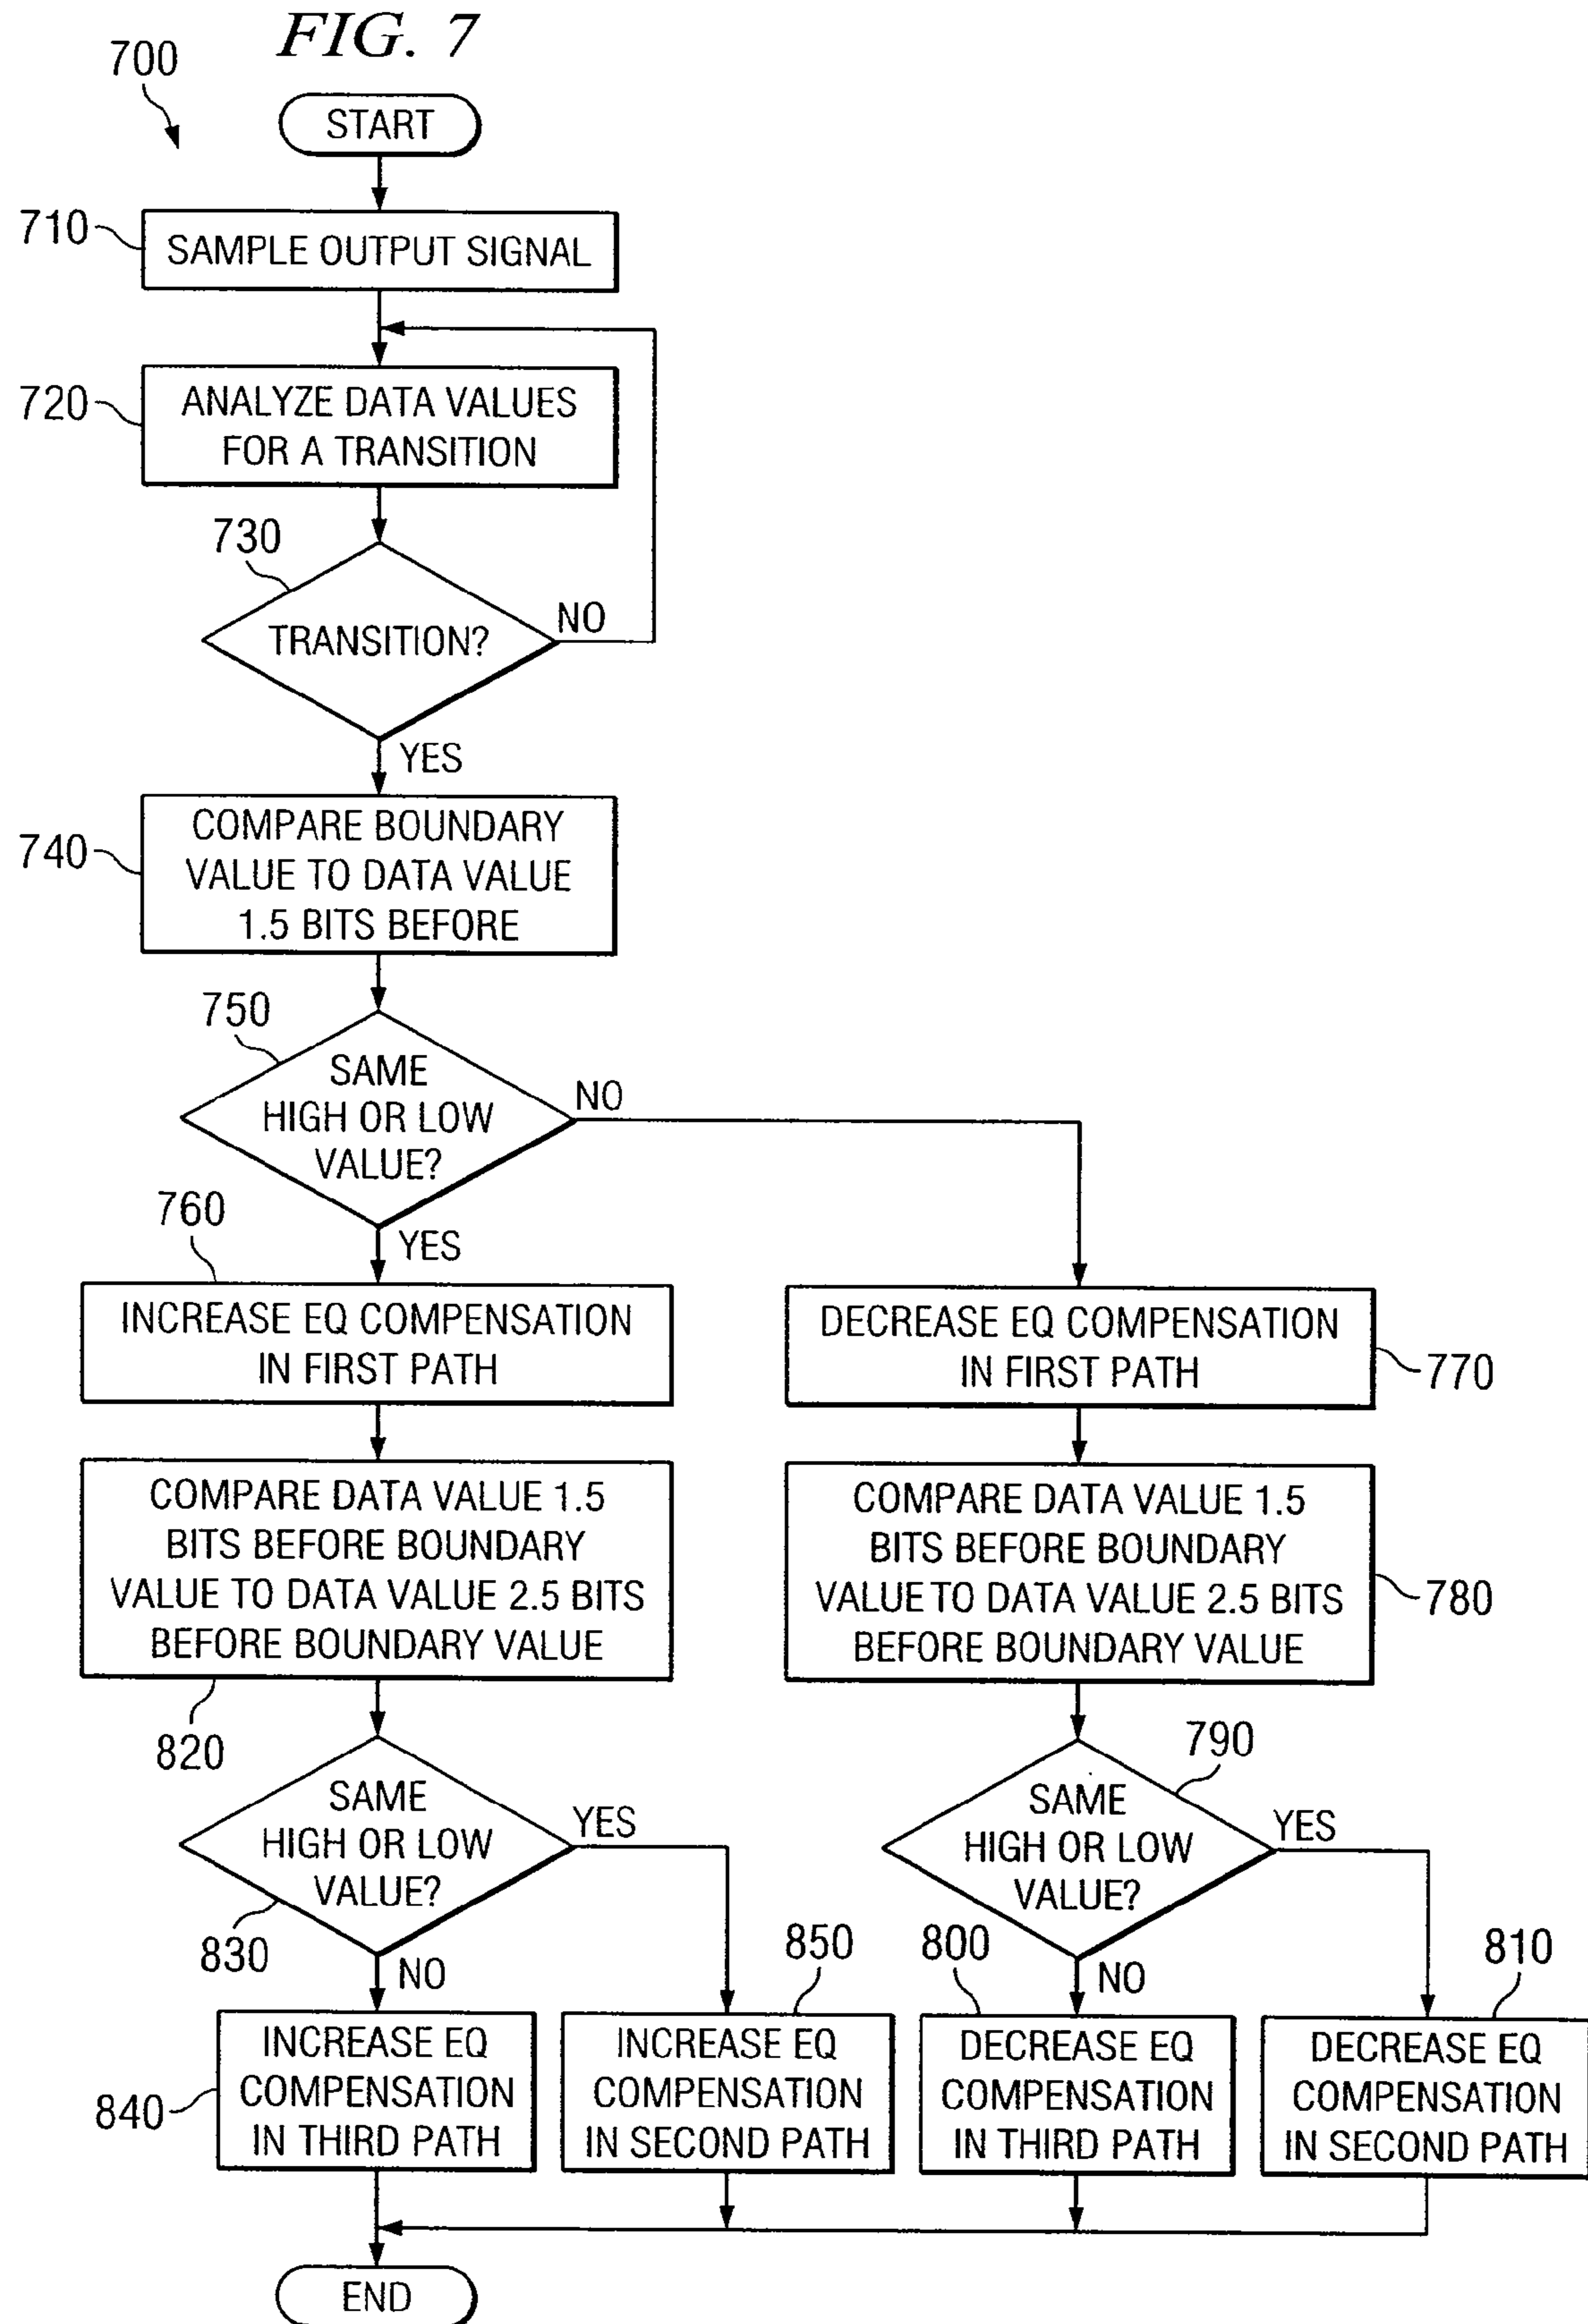 FIG. 7
700
START
710
SAMPLE OUTPUT SIGNAL
720
ANALYZE DATA VALUES
FOR A TRANSITION
730
TRANSITION?
NO
YES
740
COMPARE BOUNDARY
VALUE TO DATA VALUE
1.5 BITS BEFORE
750
SAME
HIGH OR LOW
VALUE?
NO
YES
760
INCREASE EQ COMPENSATION
IN FIRST PATH
DECREASE EQ COMPENSATION
IN FIRST PATH
770
COMPARE DATA VALUE 1.5
BITS BEFORE BOUNDARY
VALUE TO DATA VALUE 2.5 BITS
BEFORE BOUNDARY VALUE
820
COMPARE DATA VALUE 1.5
BITS BEFORE BOUNDARY
VALUE TO DATA VALUE 2.5 BITS
BEFORE BOUNDARY VALUE
780
SAME
HIGH OR LOW
VALUE?
YES
830
NO
790
SAME
HIGH OR LOW
VALUE?
YES
NO
840
INCREASE EQ
COMPENSATION
IN THIRD PATH
850
INCREASE EQ
COMPENSATION
IN SECOND PATH
800
DECREASE EQ
COMPENSATION
IN THIRD PATH
810
DECREASE EQ
COMPENSATION
IN SECOND PATH
END